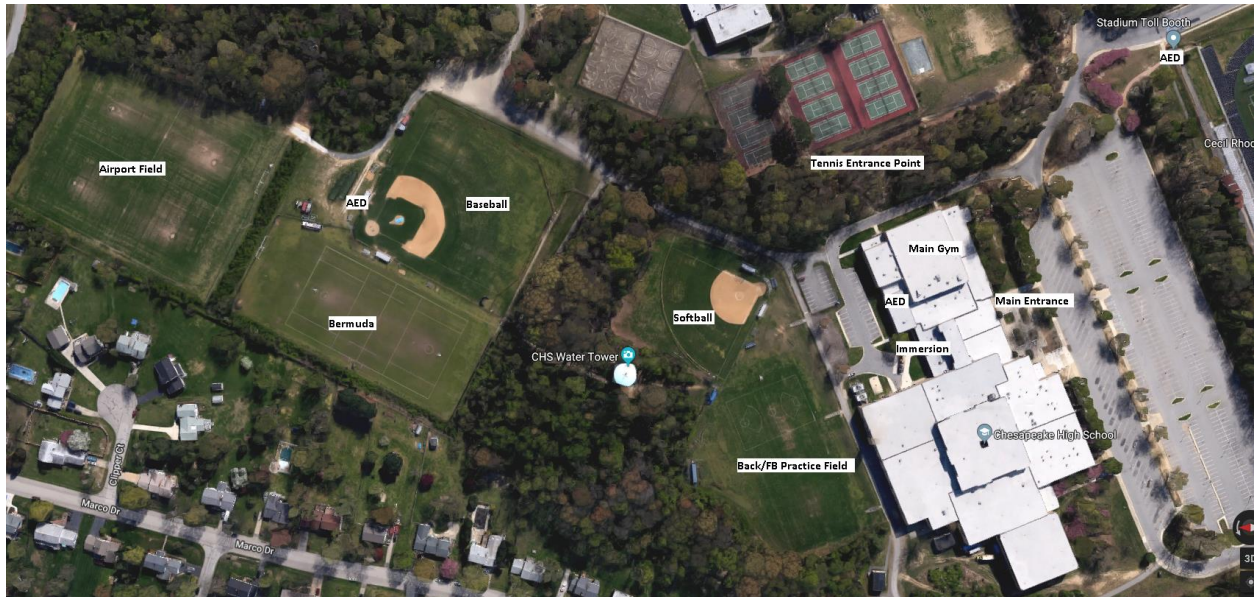 Stadium Toll Booth
AED
Cecil Rho
Tennis Entrance Point
Airport Field
AED
Baseball
Main Gym
AED
Main Entrance
Softball
Bermuda
Immersion
CHS Water Tower
Chesapeake High School
Back/FB Practice Field
Clipper Ct
Marco Dr
Marco Dr
3D